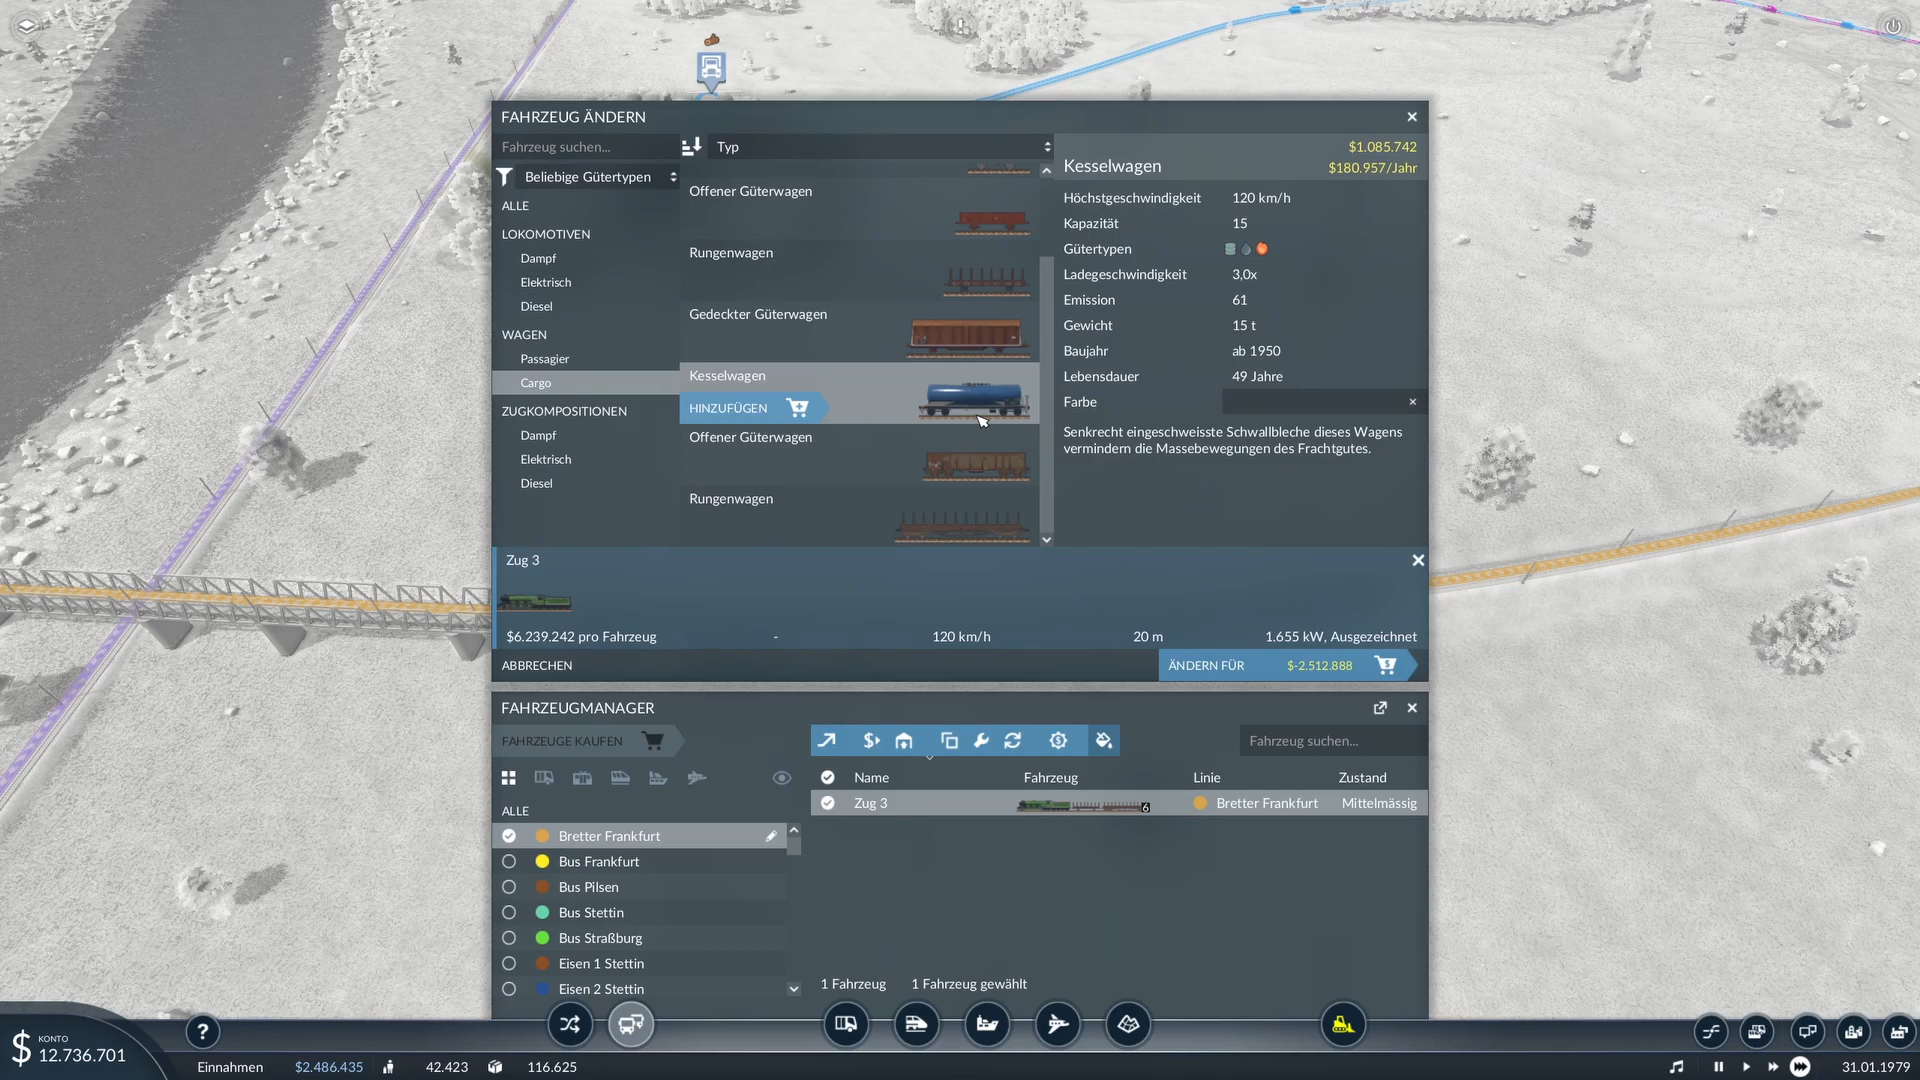 FAHRZEUG ÄNDERN
Fahrzeug suchen...
Typ
Beliebige Gütertypen
ALLE
LOKOMOTIVEN
Dampf
Elektrisch
Diesel
WAGEN
Passagier
Cargo
ZUGKOMPOSITIONEN
Dampf
Elektrisch
Diesel
Offener Güterwagen
Rungenwagen
Gedeckter Güterwagen
Kesselwagen
HINZUFÜGEN
Offener Güterwagen
Rungenwagen
$1.085.742
Kesselwagen
$180.957/Jahr
Höchstgeschwindigkeit 120 km/h
Kapazität 15
Gütertypen
Ladegeschwindigkeit 3,0x
Emission 61
Gewicht 15 t
Baujahr ab 1950
Lebensdauer 49 Jahre
Farbe
Senkrecht eingeschweisste Schwallbleche dieses Wagens
vermindern die Massebewegungen des Frachtgutes.
Zug 3
$6.239.242 pro Fahrzeug - 120 km/h 20 m 1.655 kW, Ausgezeichnet
ABBRECHEN
ÄNDERN FÜR $-2.512.888
FAHRZEUGMANAGER
FAHRZEUGE KAUFEN
Fahrzeug suchen...
ALLE
Bretter Frankfurt
Bus Frankfurt
Bus Pilsen
Bus Stettin
Bus Straßburg
Eisen 1 Stettin
Eisen 2 Stettin
Name Fahrzeug Linie Zustand
Zug 3 6 Bretter Frankfurt Mittelmässig
1 Fahrzeug 1 Fahrzeug gewählt
$ KONTO
12.736.701
?
Einnahmen $2.486.435 42.423 116.625
31.01.1979